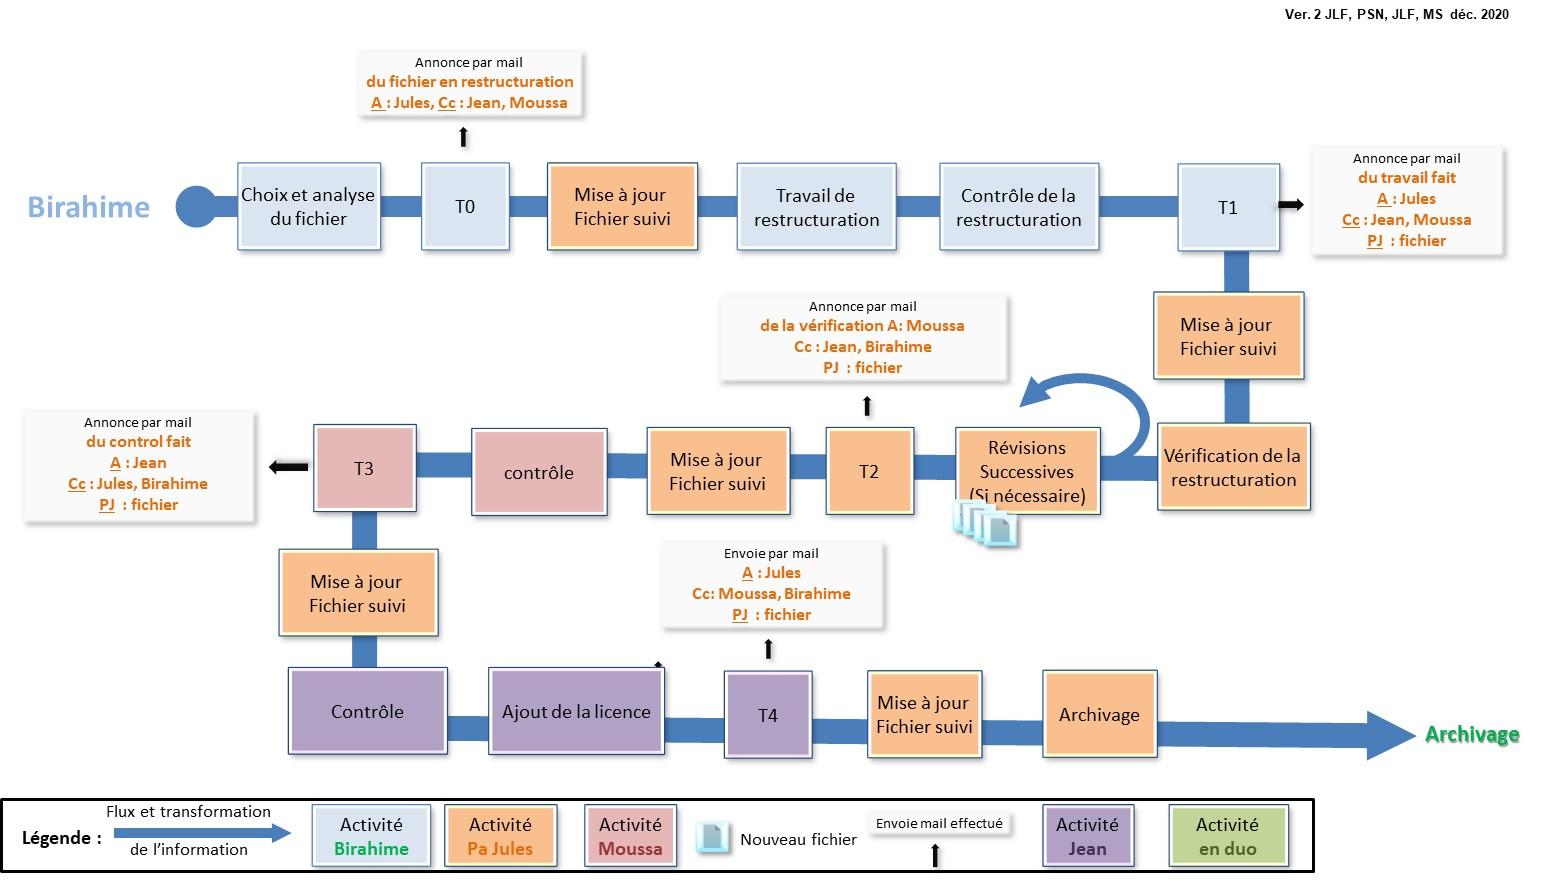 Ver. 2 JLF, PSN, JLF, MS déc. 2020
Annonce par mail
du fichier en restructuration
A : Jules, Cc : Jean, Moussa
Birahime
Choix et analyse
du fichier
T0
Mise à jour
Fichier suivi
Travail de
restructuration
Contrôle de la
restructuration
T1
Annonce par mail
du travail fait
A : Jules
Cc : Jean, Moussa
PJ : fichier
Mise à jour
Fichier suivi
Annonce par mail
de la vérification A: Moussa
Cc : Jean, Birahime
PJ : fichier
Vérification de la
restructuration
Révisions
Successives
(Si nécessaire)
T2
Mise à jour
Fichier suivi
contrôle
T3
Annonce par mail
du control fait
A : Jean
Cc : Jules, Birahime
PJ : fichier
Mise à jour
Fichier suivi
Envoie par mail
A : Jules
Cc: Moussa, Birahime
PJ : fichier
Contrôle
Ajout de la licence
T4
Mise à jour
Fichier suivi
Archivage
Archivage
Légende :
Flux et transformation
de l’information
Activité
Birahime
Activité
Pa Jules
Activité
Moussa
Nouveau fichier
Envoie mail effectué
Activité
Jean
Activité
en duo